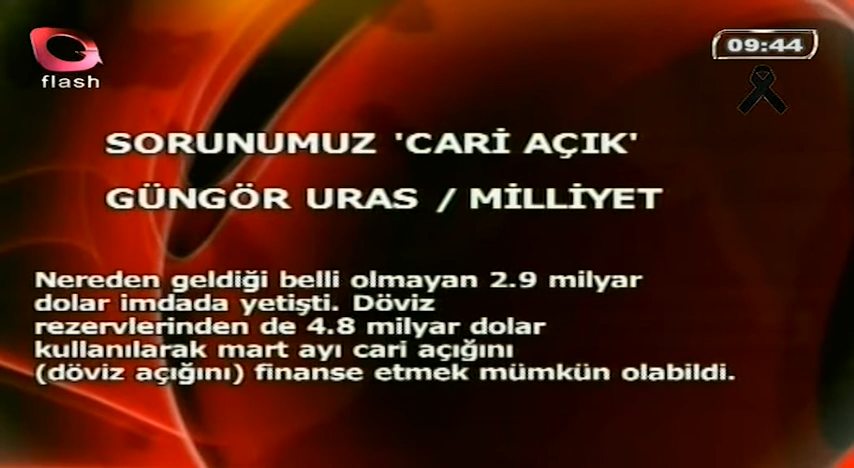 flash
09:44
SORUNUMUZ 'CARİ AÇIK'
GÜNGÖR URAS / MİLLİYET
Nereden geldiği belli olmayan 2.9 milyar
dolar imdada yetişti. Döviz
rezervlerinden de 4.8 milyar dolar
kullanılarak mart ayı cari açığını
(döviz açığını) finanse etmek mümkün olabildi.